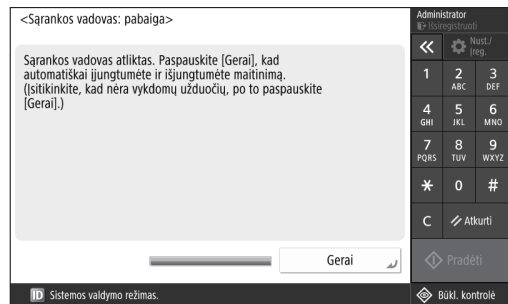 <Sąrankos vadovas: pabaiga>
Sąrankos vadovas atliktas. Paspauskite [Gerai], kad
automatiškai įjungtumėte ir išjungtumėte maitinimą.
(Įsitikinkite, kad nėra vykdomų užduočių, po to paspauskite
[Gerai].)
Gerai
ID Sistemos valdymo režimas.
Administrator
Išsiregistruoti
Nust./
Įreg.
1 2 3
ABC DEF
4 5 6
GHI JKL MNO
7 8 9
PQRS TUV WXYZ
* 0 #
C Atkurti
Pradėti
Būkl. kontrolė